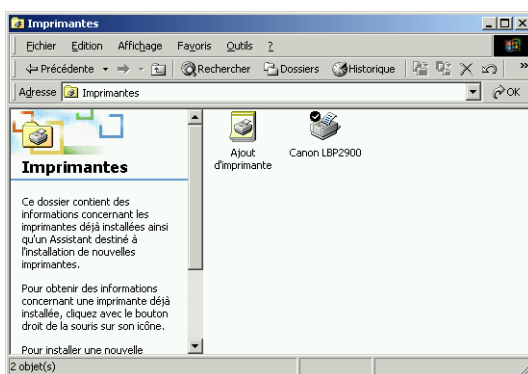 Imprimantes
Fichier Edition Affichage Favoris Outils ?
Précédente Rechercher Dossiers Historique »
Adresse Imprimantes OK
Imprimantes
Ce dossier contient des
informations concernant les
imprimantes déjà installées ainsi
qu'un Assistant destiné à
l'installation de nouvelles
imprimantes.
Pour obtenir des informations
concernant une imprimante déjà
installée, cliquez avec le bouton
droit de la souris sur son icône.
Pour installer une nouvelle
Ajout
d'imprimante
Canon LBP2900
2 objet(s)